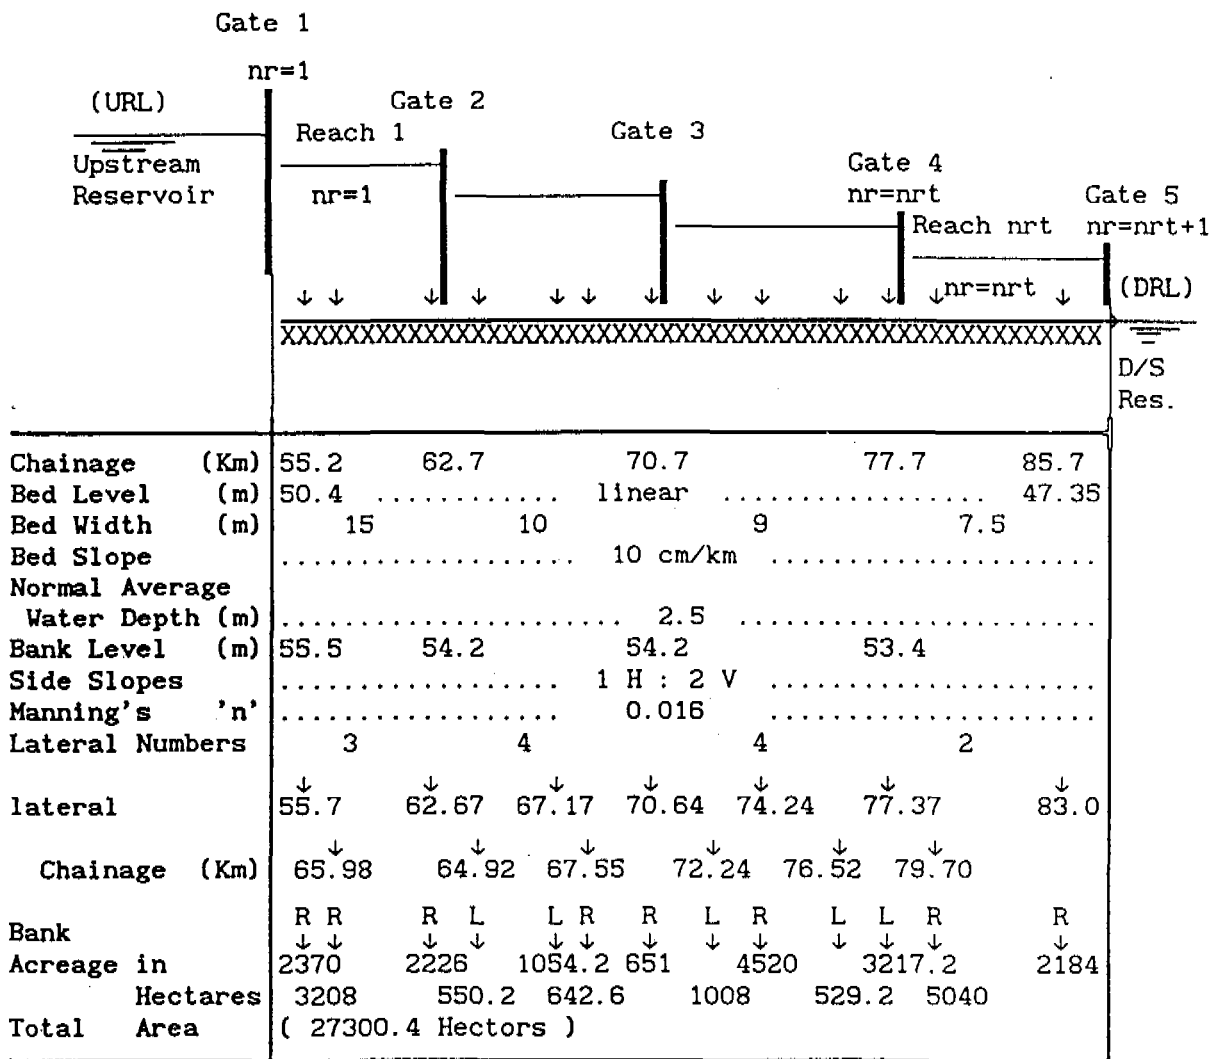 Gate 1
nr=1
(URL) Gate 2
Reach 1 Gate 3
Upstream Gate 4
Reservoir nr=1 nr=nrt Gate 5
Reach nrt nr=nrt+1
nr=nrt (DRL)
XXXXXXXXXXXXXXXXXXXXXXXXXXXXXXXXXXXXXXXXXXXXXXXXXXXX
D/S
Res.
Chainage (Km) 55.2 62.7 70.7 77.7 85.7
Bed Level (m) 50.4 ............ linear ................. 47.35
Bed Width (m) 15 10 9 7.5
Bed Slope ................... 10 cm/km .....................
Normal Average
Water Depth (m) ...................... 2.5 .......................
Bank Level (m) 55.5 54.2 54.2 53.4
Side Slopes .................. 1 H : 2 V .....................
Manning's 'n' .................. 0.016 .......................
Lateral Numbers 3 4 4 2
↓ ↓ ↓ ↓ ↓ ↓ ↓
lateral 55.7 62.67 67.17 70.64 74.24 77.37 83.0
↓ ↓ ↓ ↓ ↓ ↓
Chainage (Km) 65.98 64.92 67.55 72.24 76.52 79.70
R R R L L R R L R L L R R
Bank ↓ ↓ ↓ ↓ ↓ ↓ ↓ ↓ ↓ ↓ ↓ ↓ ↓
Acreage in 2370 2226 1054.2 651 4520 3217.2 2184
Hectares 3208 550.2 642.6 1008 529.2 5040
Total Area ( 27300.4 Hectors )